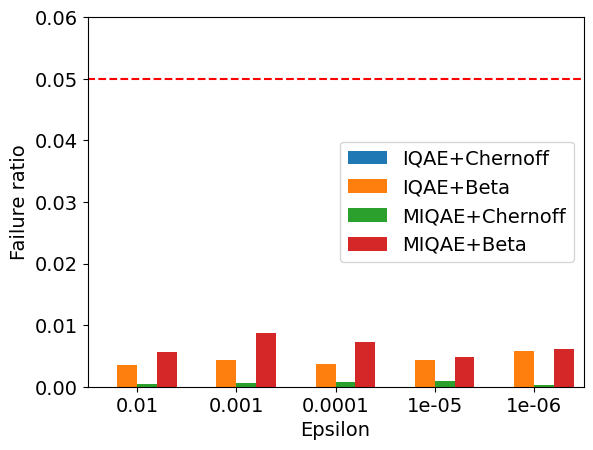 Failure ratio
0.06
0.05
0.04
0.03
0.02
0.01
0.00
IQAE+Chernoff
IQAE+Beta
MIQAE+Chernoff
MIQAE+Beta
0.01 0.001 0.0001 1e-05 1e-06
Epsilon